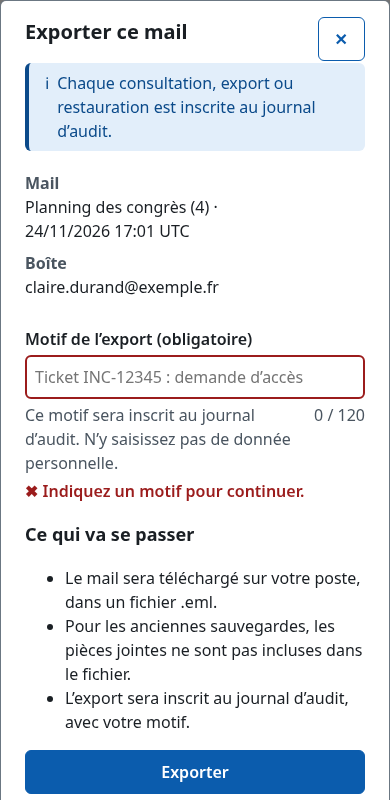 Exporter ce mail
×
i Chaque consultation, export ou
restauration est inscrite au journal
d’audit.
Mail
Planning des congrès (4) ·
24/11/2026 17:01 UTC
Boîte
claire.durand@exemple.fr
Motif de l’export (obligatoire)
Ticket INC-12345 : demande d’accès
Ce motif sera inscrit au journal 0 / 120
d’audit. N’y saisissez pas de donnée
personnelle.
✖ Indiquez un motif pour continuer.
Ce qui va se passer
• Le mail sera téléchargé sur votre poste,
dans un fichier .eml.
• Pour les anciennes sauvegardes, les
pièces jointes ne sont pas incluses dans
le fichier.
• L’export sera inscrit au journal d’audit,
avec votre motif.
Exporter